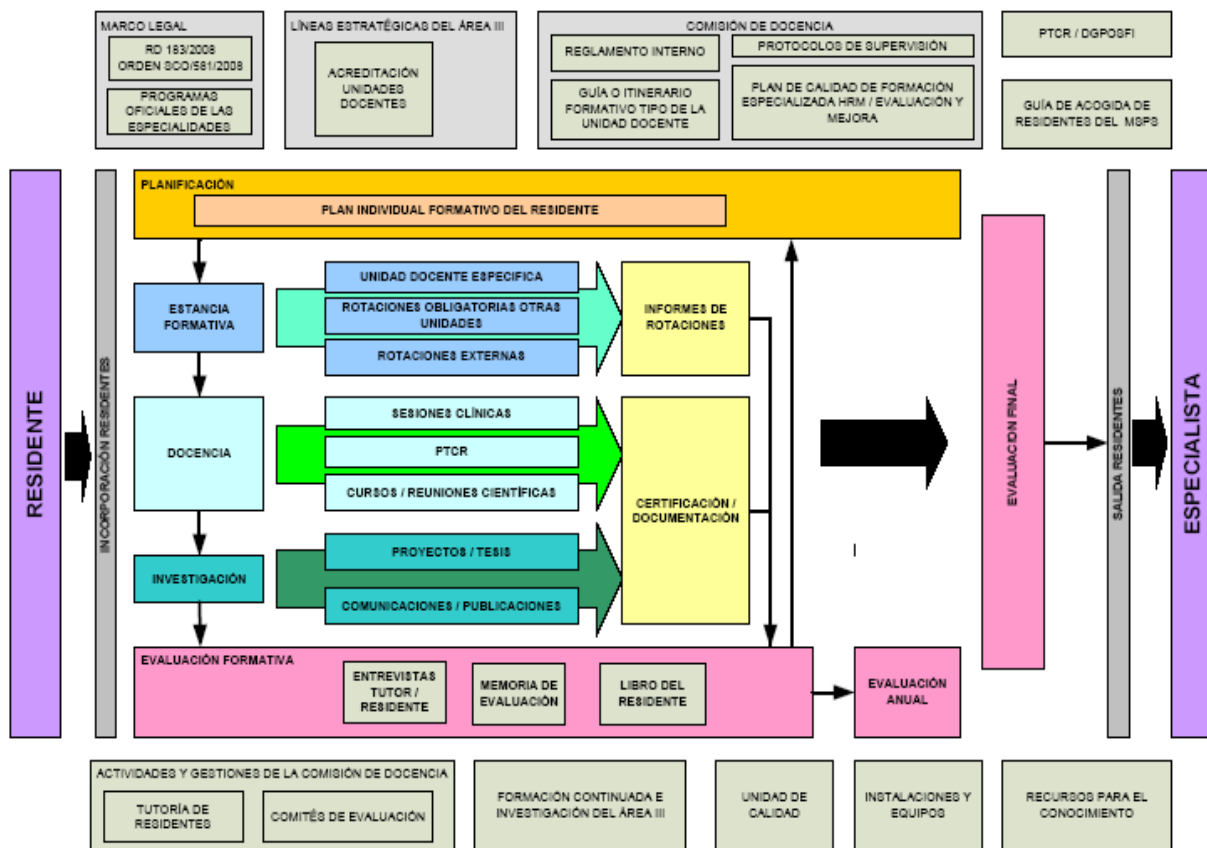 MARCO LEGAL
RD 183/2008
ORDEN SCO/581/2008
PROGRAMAS
OFICIALES DE LAS
ESPECIALIDADES
LÍNEAS ESTRATÉGICAS DEL ÁREA III
ACREDITACIÓN
UNIDADES
DOCENTES
COMISIÓN DE DOCENCIA
REGLAMENTO INTERNO
PROTOCOLOS DE SUPERVISIÓN
GUÍA O ITINERARIO
FORMATIVO TIPO DE LA
UNIDAD DOCENTE
PLAN DE CALIDAD DE FORMACIÓN
ESPECIALIZADA HRM / EVALUACIÓN Y
MEJORA
PTCR / DGPOSFI
GUÍA DE ACOGIDA DE
RESIDENTES DEL MSPS
RESIDENTE
INCORPORACIÓN RESIDENTES
PLANIFICACIÓN
PLAN INDIVIDUAL FORMATIVO DEL RESIDENTE
ESTANCIA
FORMATIVA
UNIDAD DOCENTE ESPECIFICA
ROTACIONES OBLIGATORIAS OTRAS
UNIDADES
ROTACIONES EXTERNAS
INFORMES DE
ROTACIONES
DOCENCIA
SESIONES CLÍNICAS
PTCR
CURSOS / REUNIONES CIENTÍFICAS
CERTIFICACIÓN /
DOCUMENTACIÓN
INVESTIGACIÓN
PROYECTOS / TESIS
COMUNICACIONES / PUBLICACIONES
EVALUACIÓN FORMATIVA
ENTREVISTAS
TUTOR /
RESIDENTE
MEMORIA DE
EVALUACIÓN
LIBRO DEL
RESIDENTE
EVALUACIÓN
ANUAL
EVALUACION FINAL
SALIDA RESIDENTES
ESPECIALISTA
ACTIVIDADES Y GESTIONES DE LA COMISIÓN DE DOCENCIA
TUTORÍA DE
RESIDENTES
COMITÉS DE EVALUACIÓN
FORMACIÓN CONTINUADA E
INVESTIGACIÓN DEL ÁREA III
UNIDAD DE
CALIDAD
INSTALACIONES Y
EQUIPOS
RECURSOS PARA EL
CONOCIMIENTO